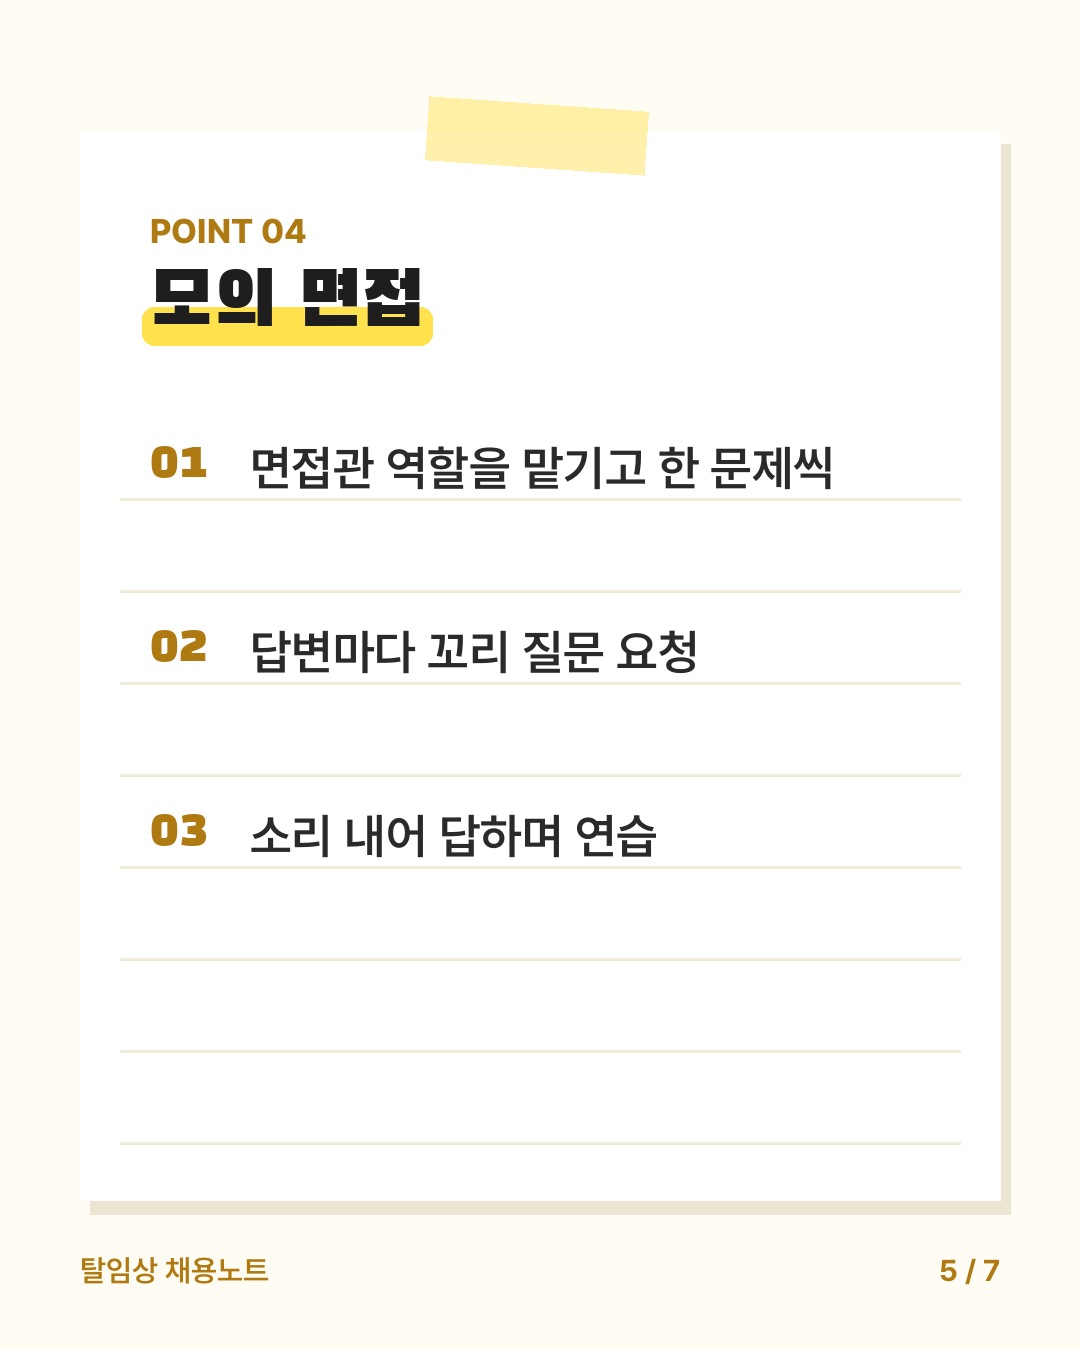 POINT 04
모의 면접
01 면접관 역할을 맡기고 한 문제씩
02 답변마다 꼬리 질문 요청
03 소리 내어 답하며 연습
탈임상 채용노트
5 / 7